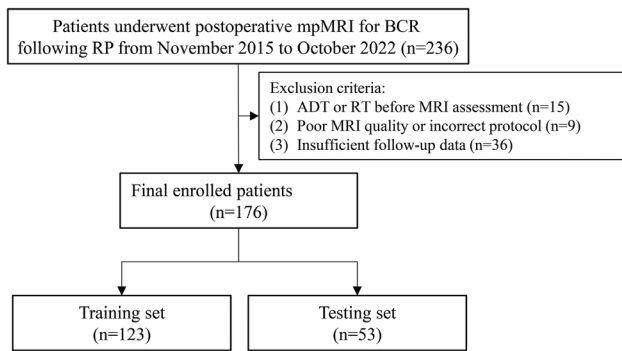 Patients underwent postoperative mpMRI for BCR
following RP from November 2015 to October 2022 (n=236)
Exclusion criteria:
(1) ADT or RT before MRI assessment (n=15)
(2) Poor MRI quality or incorrect protocol (n=9)
(3) Insufficient follow-up data (n=36)
Final enrolled patients
(n=176)
Training set
(n=123)
Testing set
(n=53)